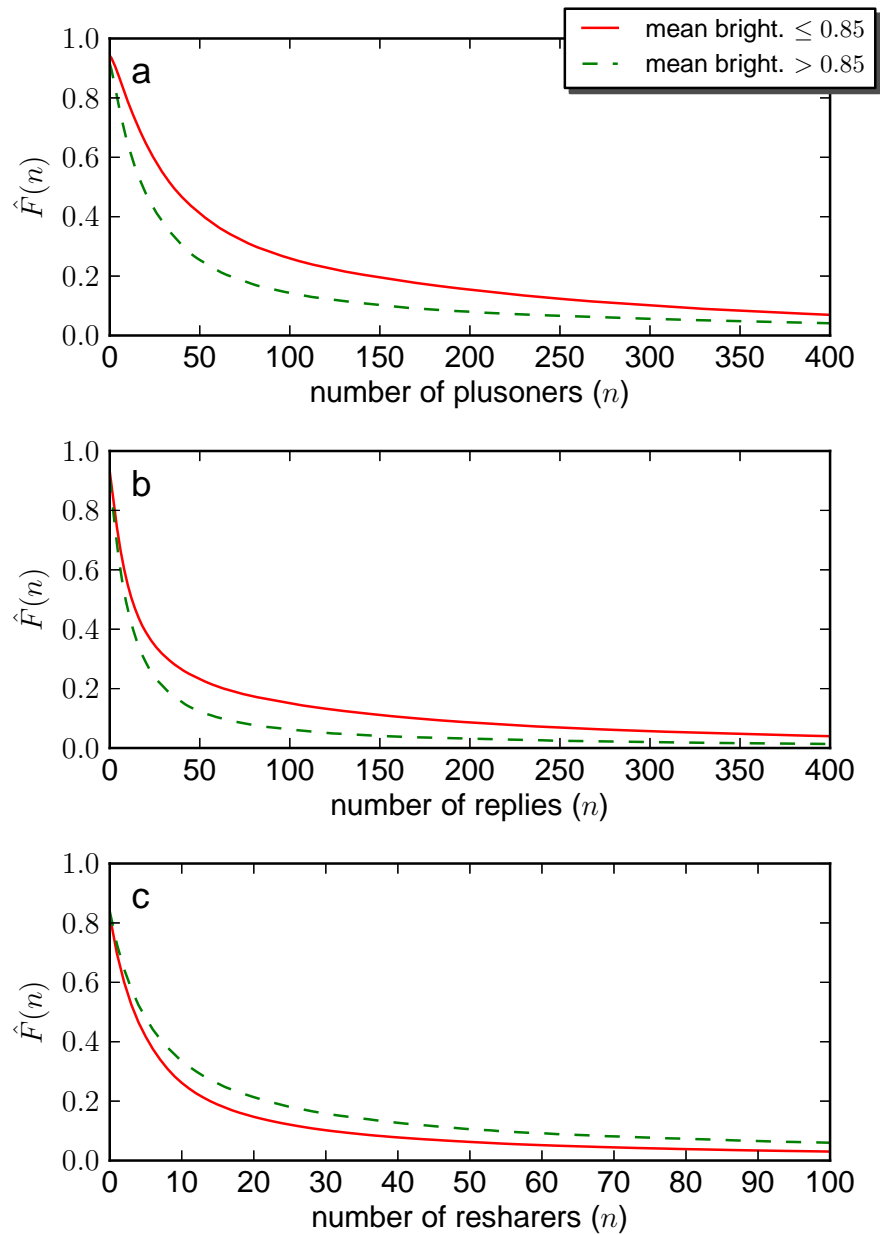 mean bright. ≤ 0.85
mean bright. > 0.85
1.0
0.8
0.6
0.4
0.2
0.0
F̂(n)
a
0 50 100 150 200 250 300 350 400
number of plusoners (n)
1.0
0.8
0.6
0.4
0.2
0.0
F̂(n)
b
0 50 100 150 200 250 300 350 400
number of replies (n)
1.0
0.8
0.6
0.4
0.2
0.0
F̂(n)
c
0 10 20 30 40 50 60 70 80 90 100
number of resharers (n)